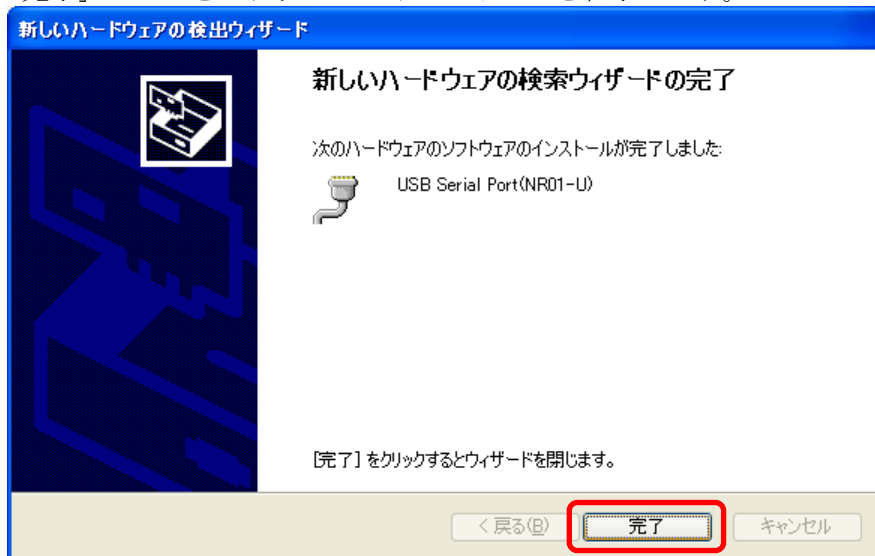 新しいハードウェアの検出ウィザード
新しいハードウェアの検索ウィザードの完了
次のハードウェアのソフトウェアのインストールが完了しました:
USB Serial Port(NR01-U)
[完了] をクリックするとウィザードを閉じます。
< 戻る(B)
完了
キャンセル